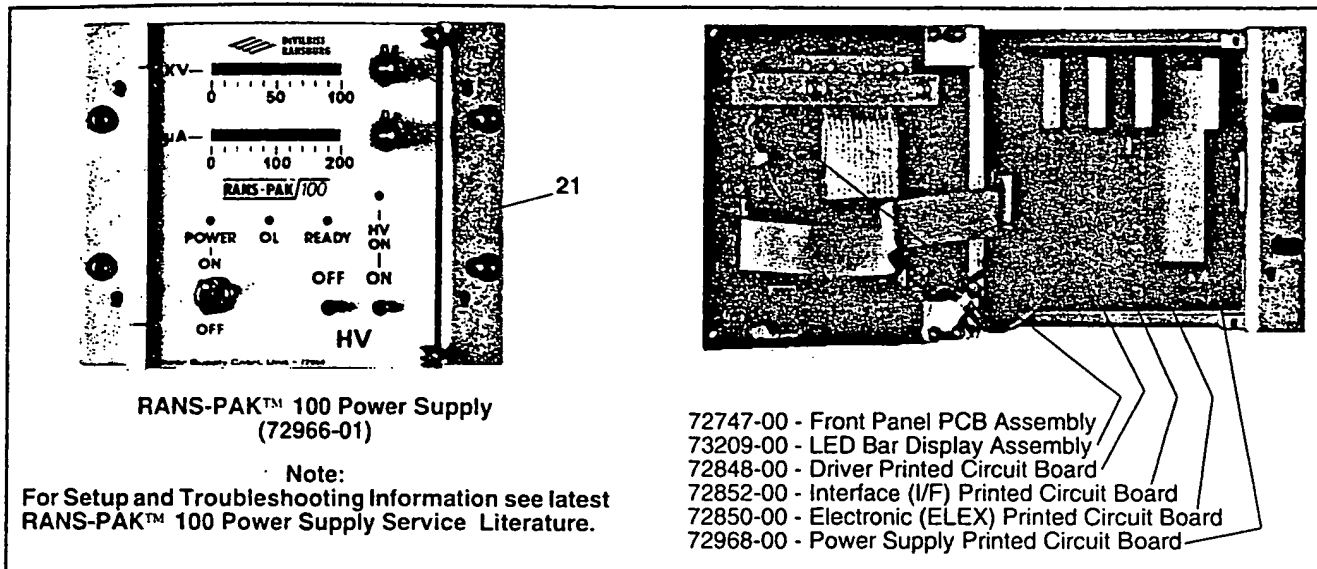 DEVILBISS
RANSBURG
KV
0 50 100
µA
0 100 200
RANS-PAK/100
POWER OL READY HV
ON
ON
OFF ON
OFF
HV
21
RANS-PAK™ 100 Power Supply
(72966-01)
Note:
For Setup and Troubleshooting Information see latest
RANS-PAK™ 100 Power Supply Service Literature.
72747-00 - Front Panel PCB Assembly
73209-00 - LED Bar Display Assembly
72848-00 - Driver Printed Circuit Board
72852-00 - Interface (I/F) Printed Circuit Board
72850-00 - Electronic (ELEX) Printed Circuit Board
72968-00 - Power Supply Printed Circuit Board